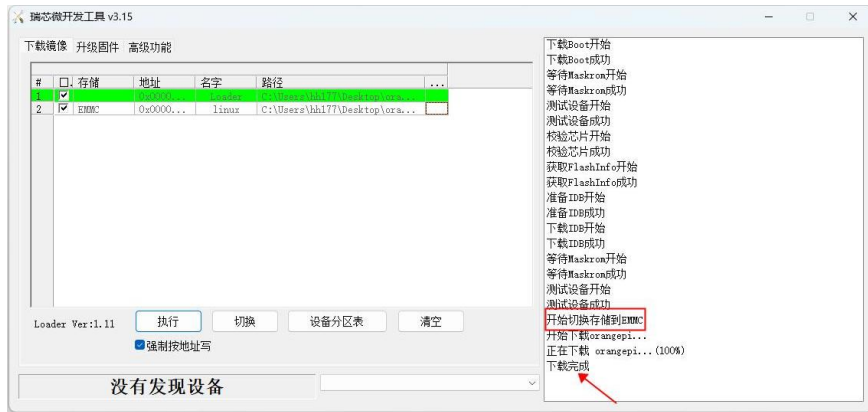 瑞芯微开发工具 v3.15
下载镜像 升级固件 高级功能
# 存储 地址 名字 路径 ...
1 0x0000... Loader C:\Users\hh177\Desktop\ora...
2 EMMC 0x0000... linux C:\Users\hh177\Desktop\ora...
Loader Ver:1.11 执行 切换 设备分区表 清空
强制按地址写
没有发现设备
下载Boot开始
下载Boot成功
等待Maskrom开始
等待Maskrom成功
测试设备开始
测试设备成功
校验芯片开始
校验芯片成功
获取FlashInfo开始
获取FlashInfo成功
准备IDB开始
准备IDB成功
下载IDB开始
下载IDB成功
等待Maskrom开始
等待Maskrom成功
测试设备开始
测试设备成功
开始切换存储到EMMC
开始下载orangepi...
正在下载 orangepi...(100%)
下载完成